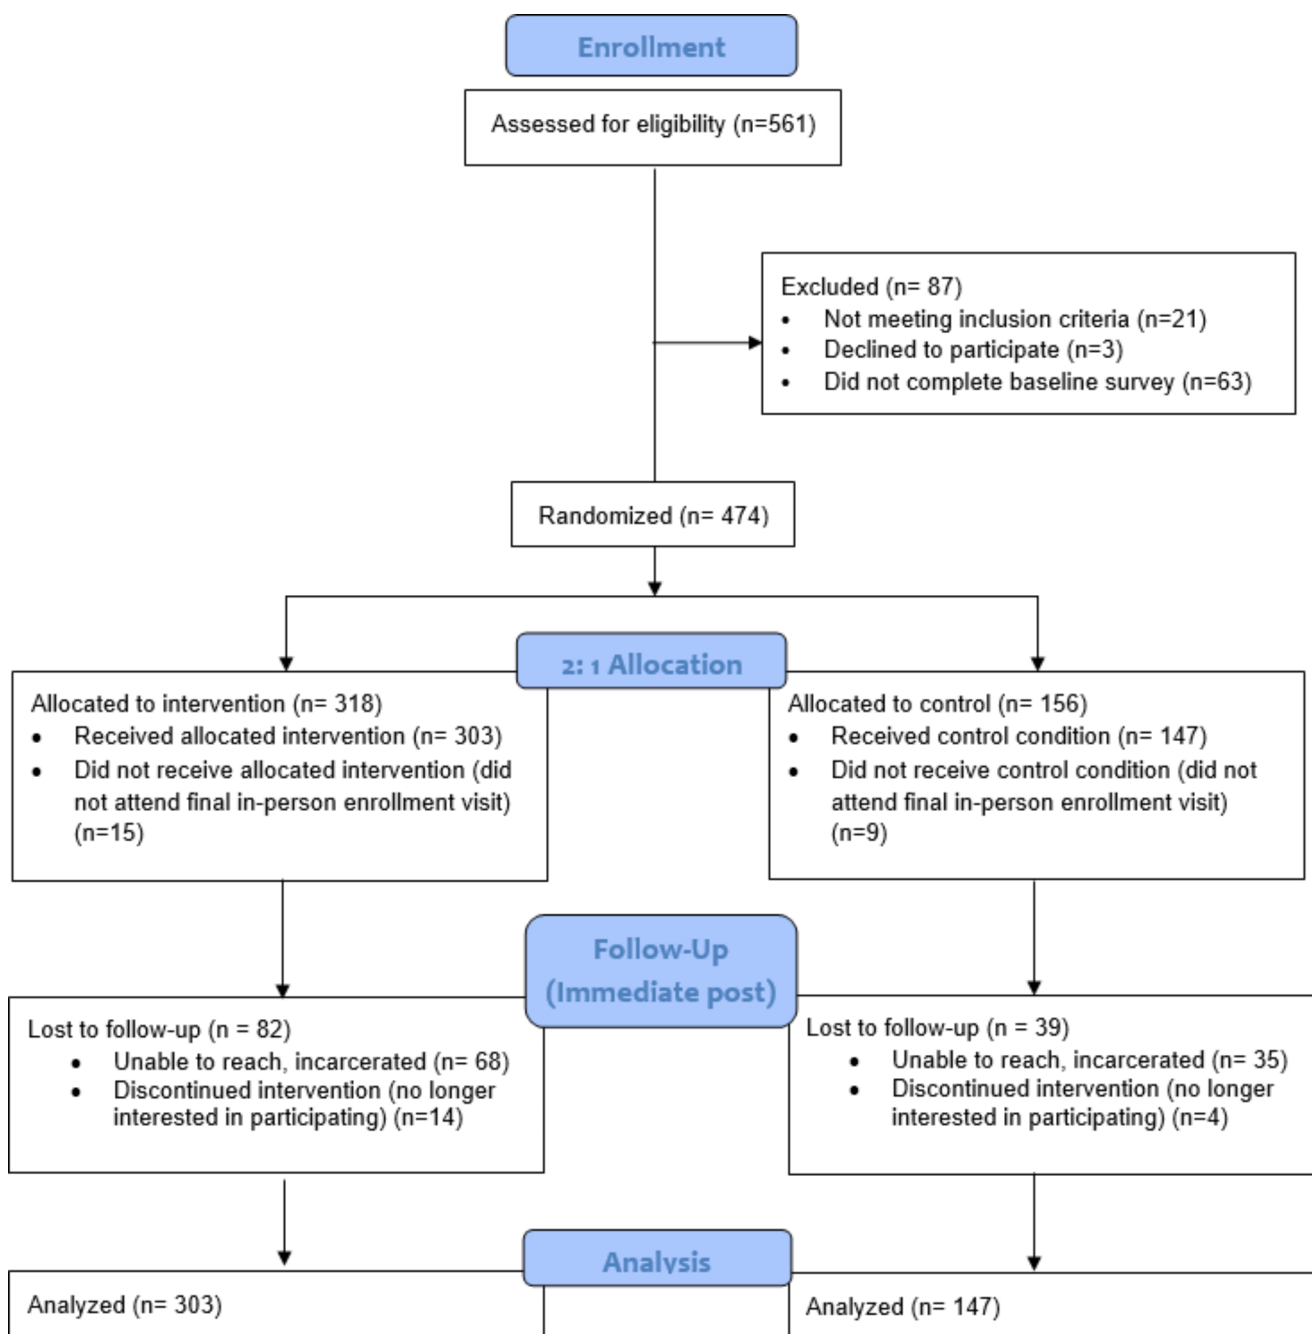 Enrollment
Assessed for eligibility (n=561)
Excluded (n= 87)
• Not meeting inclusion criteria (n=21)
• Declined to participate (n=3)
• Did not complete baseline survey (n=63)
Randomized (n= 474)
2: 1 Allocation
Allocated to intervention (n= 318)
• Received allocated intervention (n= 303)
• Did not receive allocated intervention (did
not attend final in-person enrollment visit)
(n=15)
Allocated to control (n= 156)
• Received control condition (n= 147)
• Did not receive control condition (did not
attend final in-person enrollment visit)
(n=9)
Follow-Up
(Immediate post)
Lost to follow-up (n = 82)
• Unable to reach, incarcerated (n= 68)
• Discontinued intervention (no longer
interested in participating) (n=14)
Lost to follow-up (n = 39)
• Unable to reach, incarcerated (n= 35)
• Discontinued intervention (no longer
interested in participating) (n=4)
Analysis
Analyzed (n= 303)
Analyzed (n= 147)